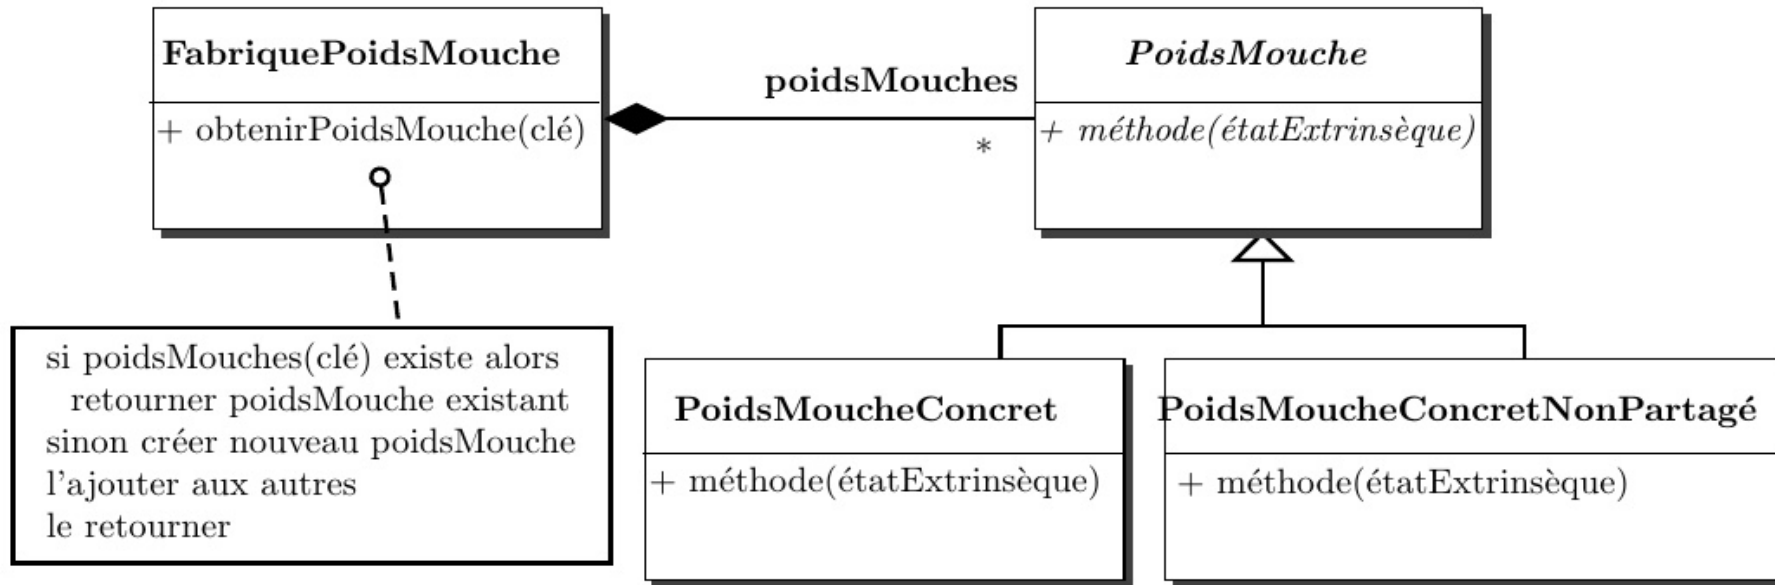 FabriquePoidsMouche
+ obtenirPoidsMouche(clé)
poidsMouches
*
PoidsMouche
+ méthode(étatExtrinsèque)
si poidsMouches(clé) existe alors
retourner poidsMouche existant
sinon créer nouveau poidsMouche
l'ajouter aux autres
le retourner
PoidsMoucheConcret
+ méthode(étatExtrinsèque)
PoidsMoucheConcretNonPartagé
+ méthode(étatExtrinsèque)